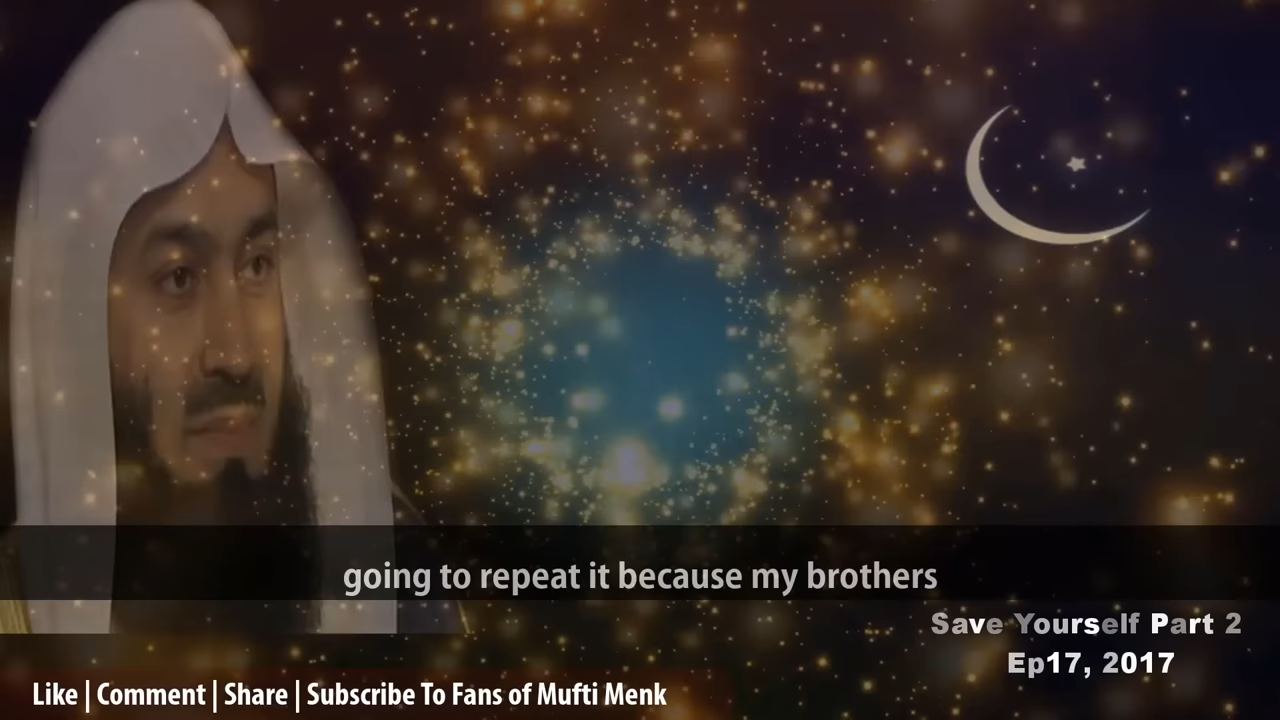 going to repeat it because my brothers
Save Yourself Part 2
Ep17, 2017
Like | Comment | Share | Subscribe To Fans of Mufti Menk